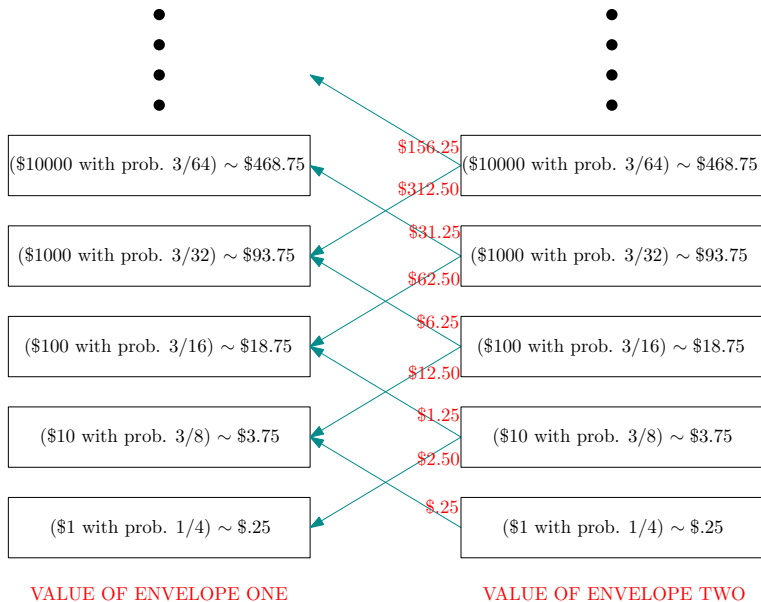 $156.25
($10000 with prob. 3/64) ∼ $468.75
($10000 with prob. 3/64) ∼ $468.75
$312.50
$31.25
($1000 with prob. 3/32) ∼ $93.75
($1000 with prob. 3/32) ∼ $93.75
$62.50
$6.25
($100 with prob. 3/16) ∼ $18.75
($100 with prob. 3/16) ∼ $18.75
$12.50
$1.25
($10 with prob. 3/8) ∼ $3.75
($10 with prob. 3/8) ∼ $3.75
$2.50
$.25
($1 with prob. 1/4) ∼ $.25
($1 with prob. 1/4) ∼ $.25
VALUE OF ENVELOPE ONE
VALUE OF ENVELOPE TWO